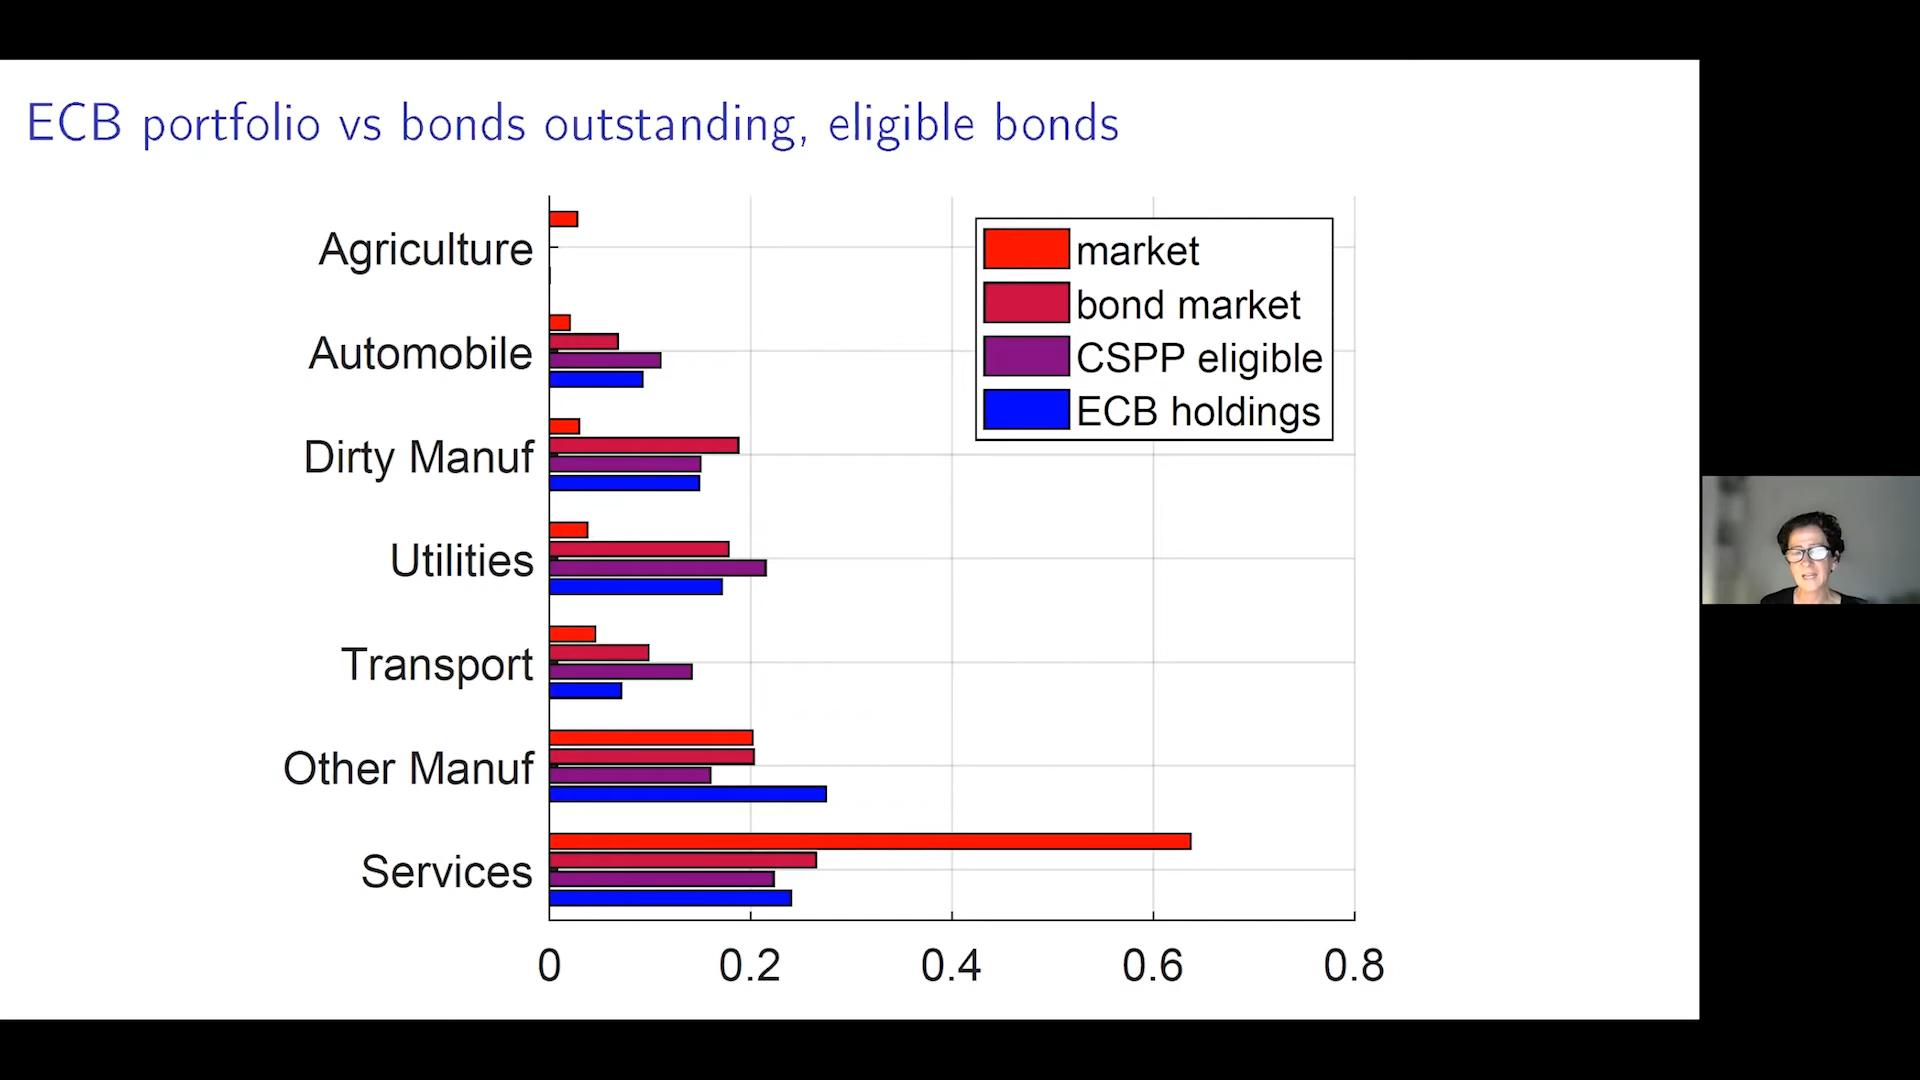 ECB portfolio vs bonds outstanding, eligible bonds
Agriculture
Automobile
Dirty Manuf
Utilities
Transport
Other Manuf
Services
market
bond market
CSPP eligible
ECB holdings
0 0.2 0.4 0.6 0.8